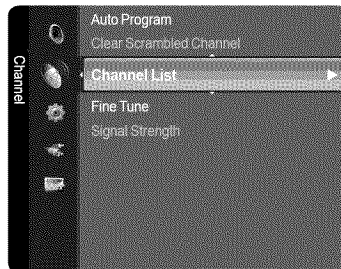 Channel
Auto Program
Clear Scrambled Channel
Channel List
Fine Tune
Signal Strength